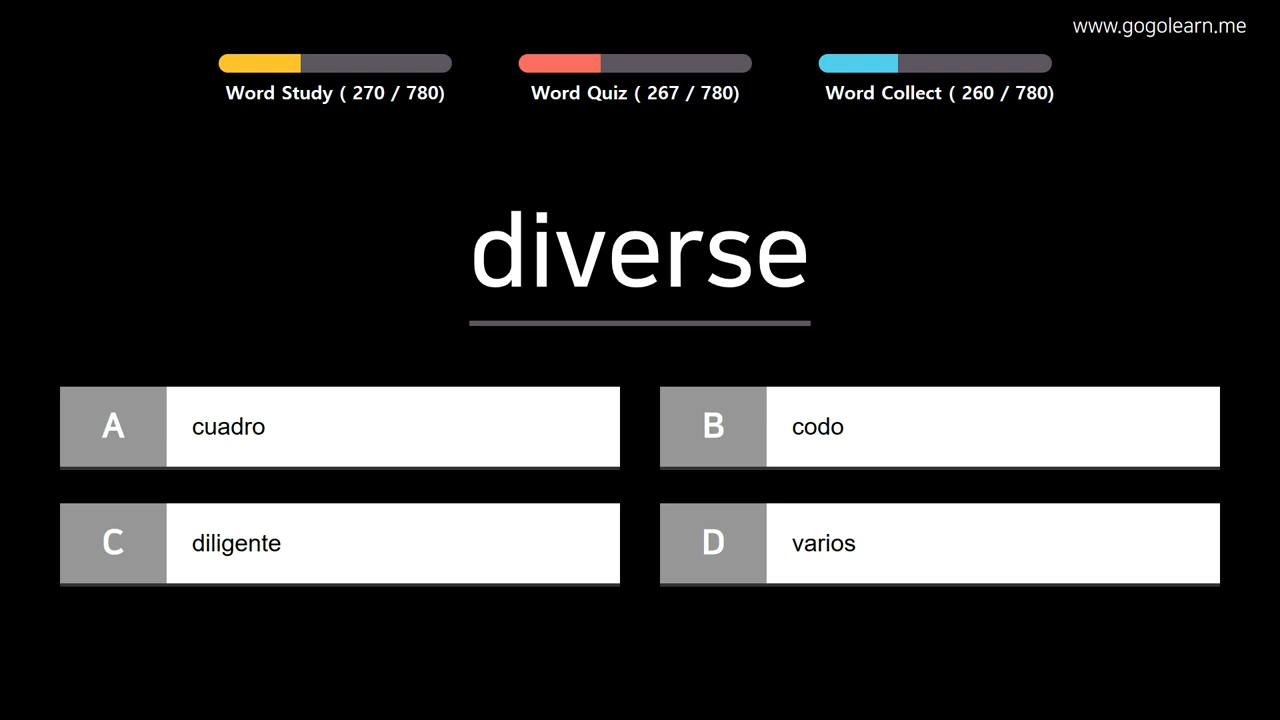 www.gogolearn.me
Word Study ( 270 / 780)
Word Quiz ( 267 / 780)
Word Collect ( 260 / 780)
diverse
A
cuadro
B
codo
C
diligente
D
varios